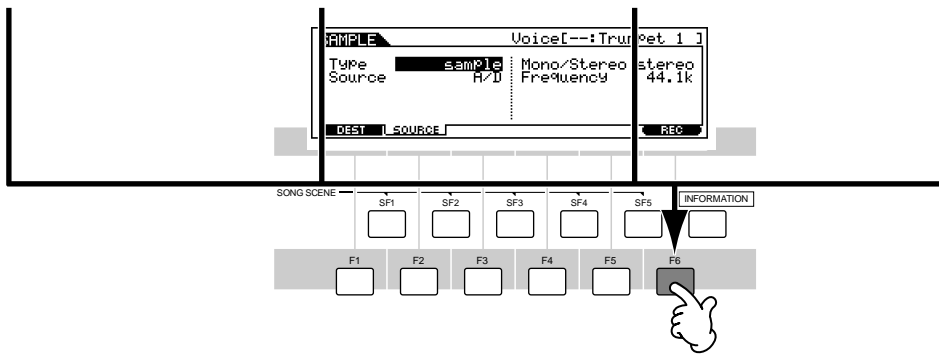 SAMPLE Voice[--:Trumpet 1 ]
Type sample Mono/Stereo stereo
Source A/D Frequency 44.1k
DEST SOURCE REC
SONG SCENE SF1 SF2 SF3 SF4 SF5 INFORMATION
F1 F2 F3 F4 F5 F6